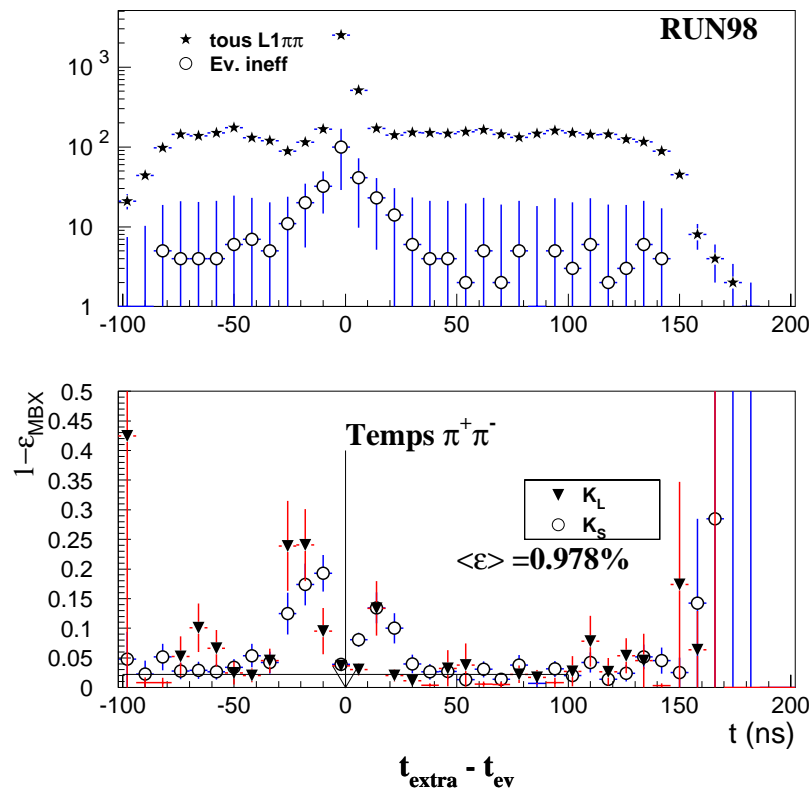 RUN98
tous L1ππ
Ev. ineff
10³
10²
10
1
-100 -50 0 50 100 150 200
1−ε_MBX
0.5
0.45
0.4
0.35
0.3
0.25
0.2
0.15
0.1
0.05
0
Temps π⁺π⁻
K_L
K_S
<ε> =0.978%
-100 -50 0 50 100 150 200
t (ns)
t_extra - t_ev